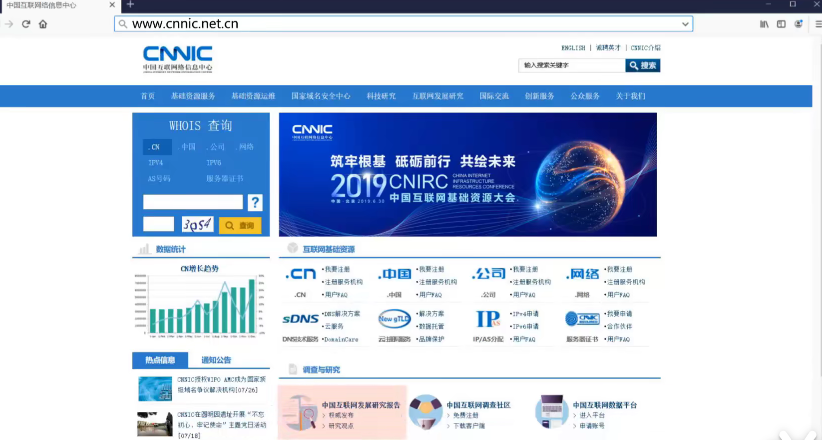 中国互联网络信息中心
www.cnnic.net.cn
CNNIC
中国互联网络信息中心
ENGLISH | 诚聘英才 | CNNIC介绍
输入搜索关键字 搜索
首页 基础资源服务 基础资源运维 国家域名安全中心 科技研究 互联网发展研究 国际交流 创新服务 公众服务 关于我们
WHOIS 查询
.CN .中国 .公司 .网络
IPV4 IPV6
AS号码 服务器证书
?
查询
CNNIC
中国互联网络信息中心
筑牢根基 砥砺前行 共绘未来
2019 CNIRC CHINA INTERNET INFRASTRUCTURE RESOURCES CONFERENCE
中国互联网基础资源大会
数据统计
CN增长趋势
互联网基础资源
.CN
.CN
•我要注册
•注册服务机构
•用户FAQ
.中国
.中国
•我要注册
•注册服务机构
•用户FAQ
.公司
.公司
•我要注册
•注册服务机构
•用户FAQ
.网络
.网络
•我要注册
•注册服务机构
•用户FAQ
SDNS
DNS技术服务
•DNS解决方案
•云服务
•DomainCare
New gTLD
•解决方案
•数据托管
•品牌保护
IP
IP/AS分配
•IPv4申请
•IPv6申请
•用户FAQ
CNNIC
服务器证书
•我要申请
•合作伙伴
•用户FAQ
热点信息 通知公告
CNNIC授权WIPO AMC成为国家顶
级域名争议解决机构[07/26]
CNNIC在圆明园遗址开展“不忘
初心，牢记使命”主题党日活动
[07/18]
调查与研究
中国互联网发展研究报告
> 权威发布
> 研究观点
中国互联网调查社区
> 免费注册
> 下载客户端
中国互联网数据平台
> 进入平台
> 申请账号